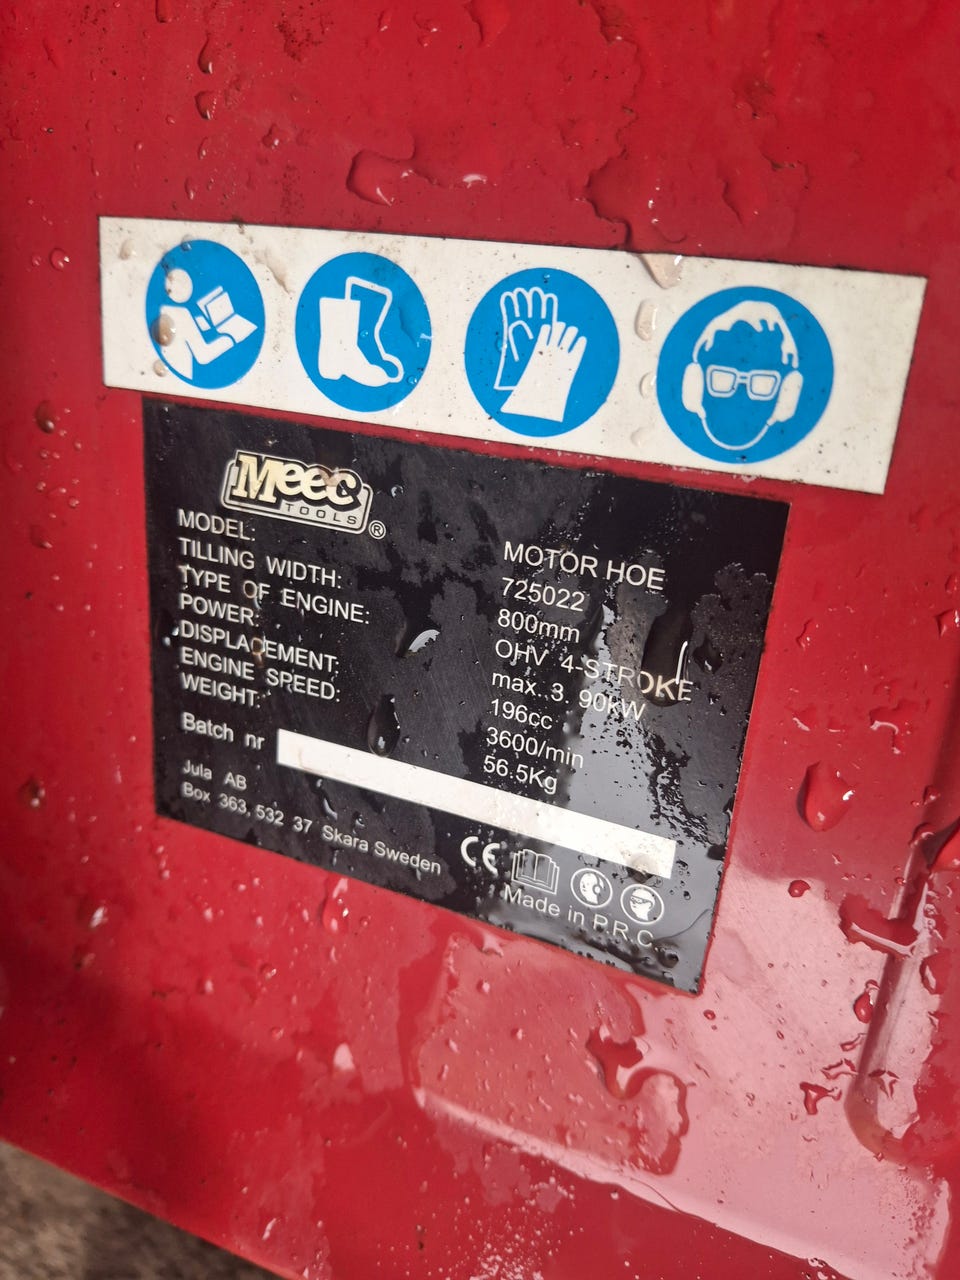 Meec
TOOLS ®
MOTOR HOE
MODEL: 725022
TILLING WIDTH: 800mm
TYPE OF ENGINE: OHV 4-STROKE
POWER: max. 3. 90kW
DISPLACEMENT: 196cc
ENGINE SPEED: 3600/min
WEIGHT: 56.5Kg
Batch nr
Jula AB
Box 363, 532 37 Skara Sweden
CE
Made in P.R.C.